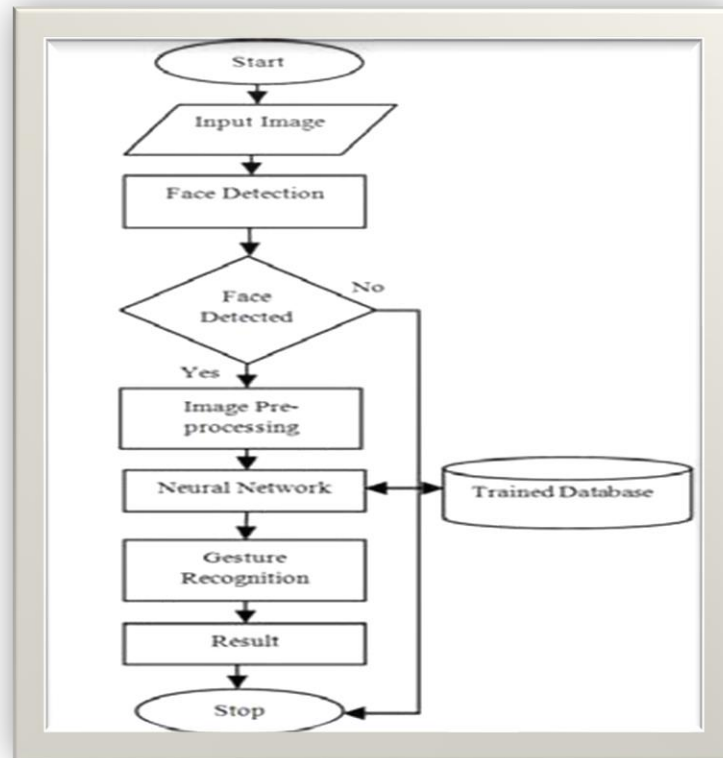 Start
Input Image
Face Detection
Face
Detected
No
Yes
Image Pre-
processing
Neural Network
Trained Database
Gesture
Recognition
Result
Stop